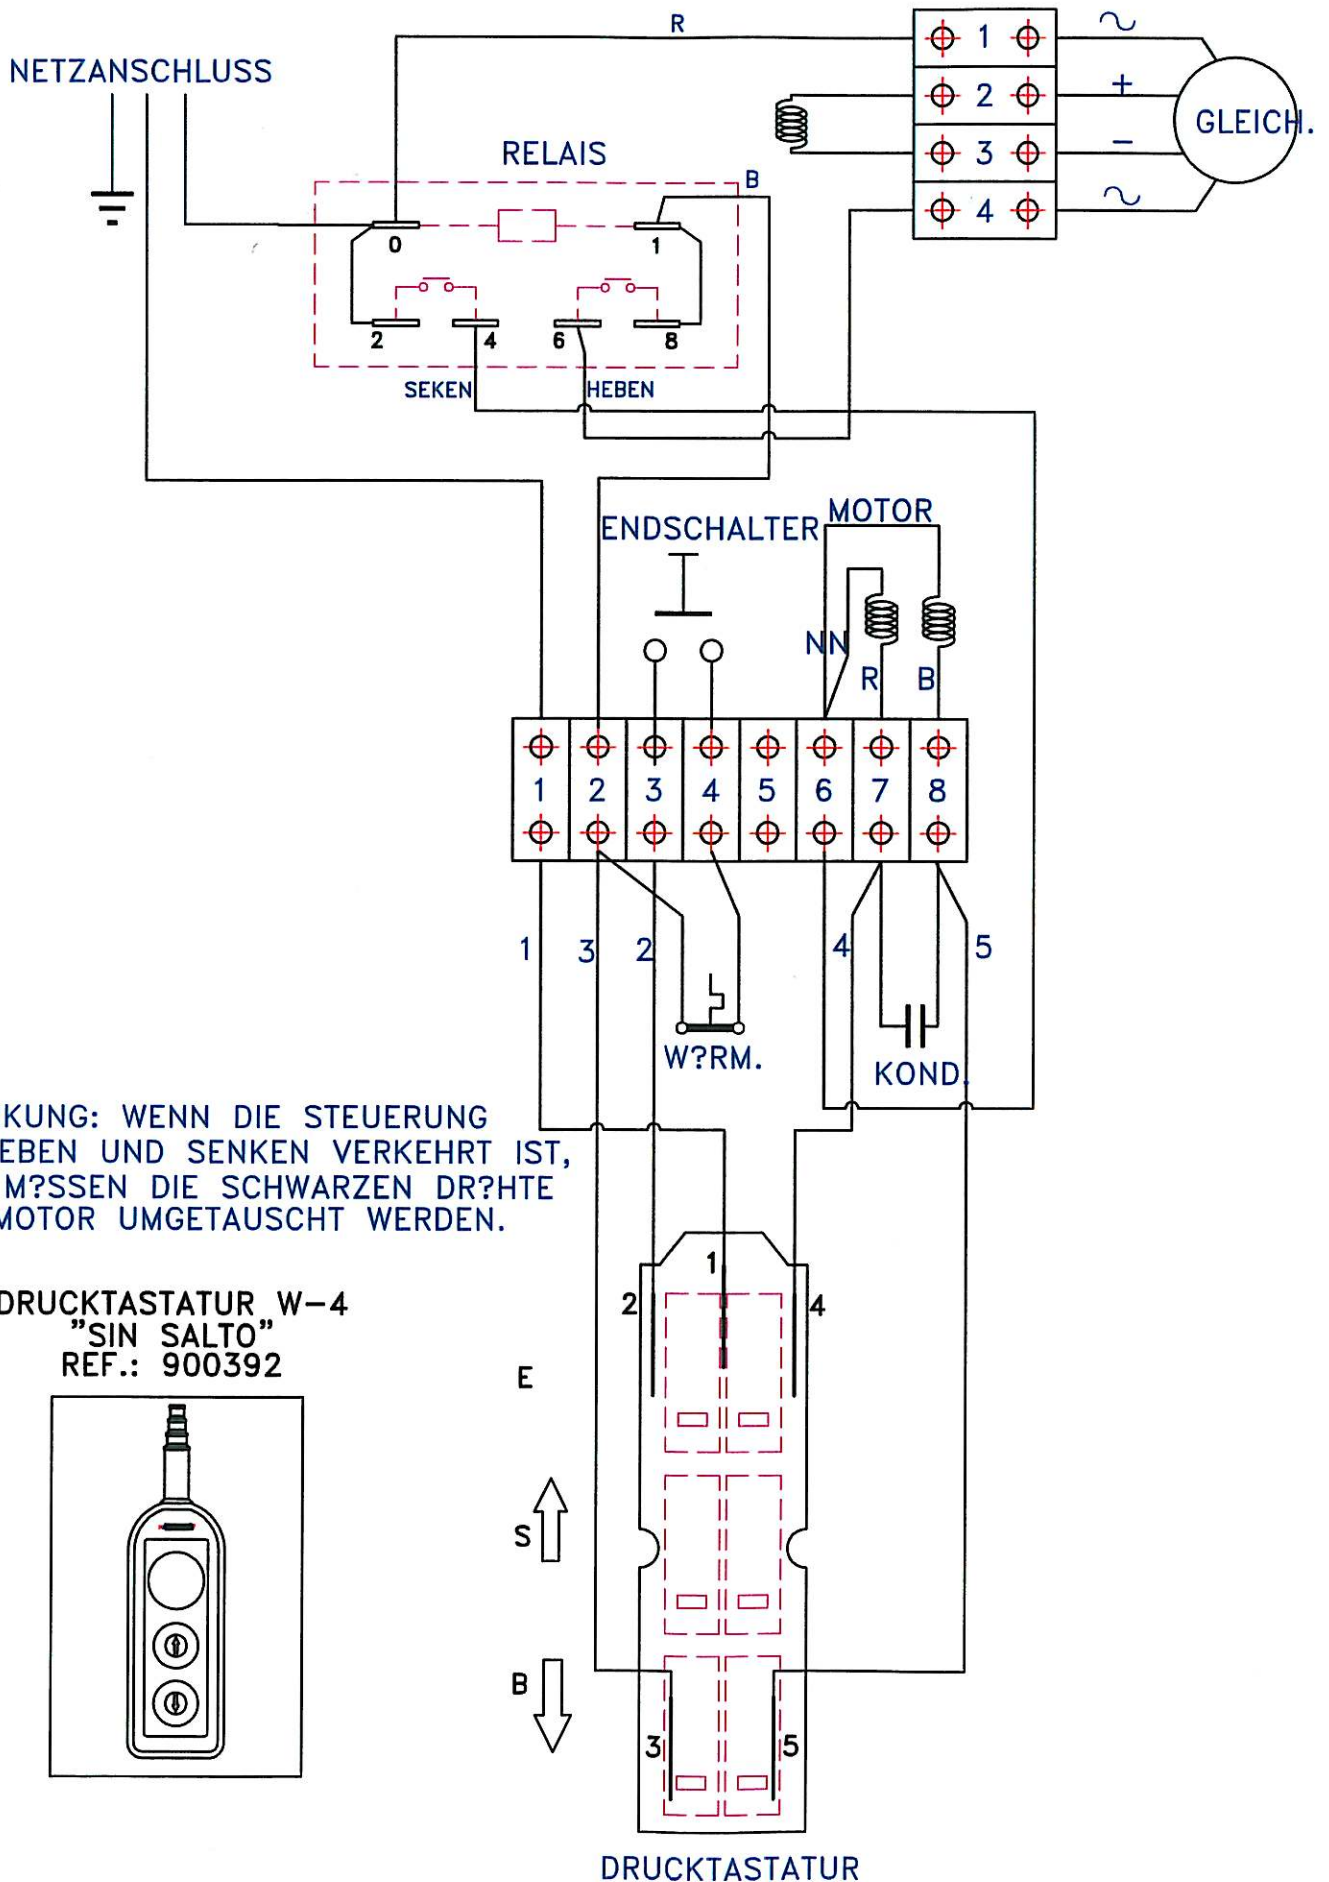 R
NETZANSCHLUSS
1
2
3
4
+
−
GLEICH.
RELAIS
B
0
1
2
4
6
8
SEKEN
HEBEN
ENDSCHALTER
MOTOR
NN
R
B
1 2 3 4 5 6 7 8
1
3
2
4
5
W?RM.
KOND.
KUNG: WENN DIE STEUERUNG
EBEN UND SENKEN VERKEHRT IST,
M?SSEN DIE SCHWARZEN DR?HTE
MOTOR UMGETAUSCHT WERDEN.
DRUCKTASTATUR W-4
"SIN SALTO"
REF.: 900392
1
2
4
E
S
B
3
5
DRUCKTASTATUR